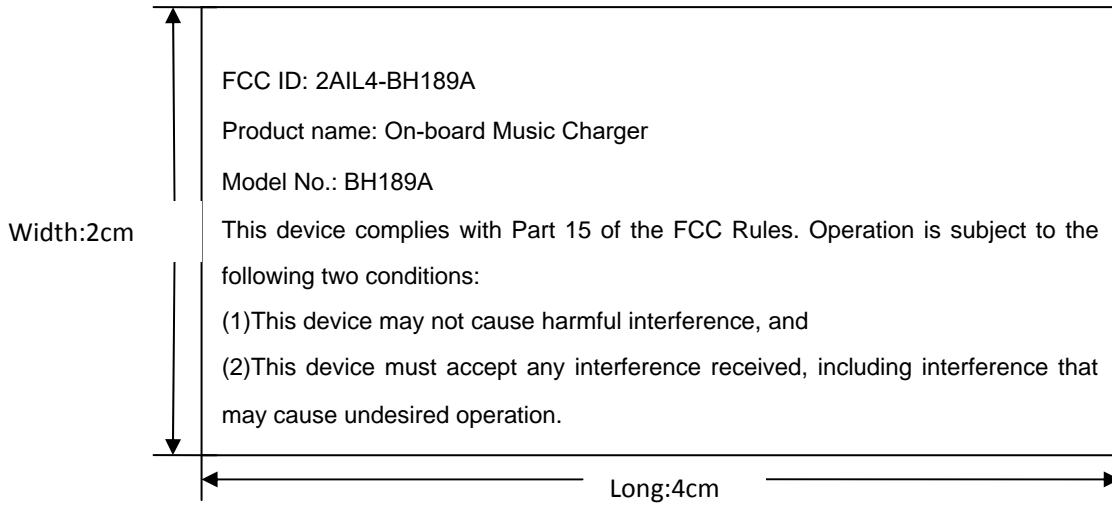 FCC ID: 2AIL4-BH189A
Product name: On-board Music Charger
Model No.: BH189A
Width:2cm
This device complies with Part 15 of the FCC Rules. Operation is subject to the
following two conditions:
(1)This device may not cause harmful interference, and
(2)This device must accept any interference received, including interference that
may cause undesired operation.
Long:4cm